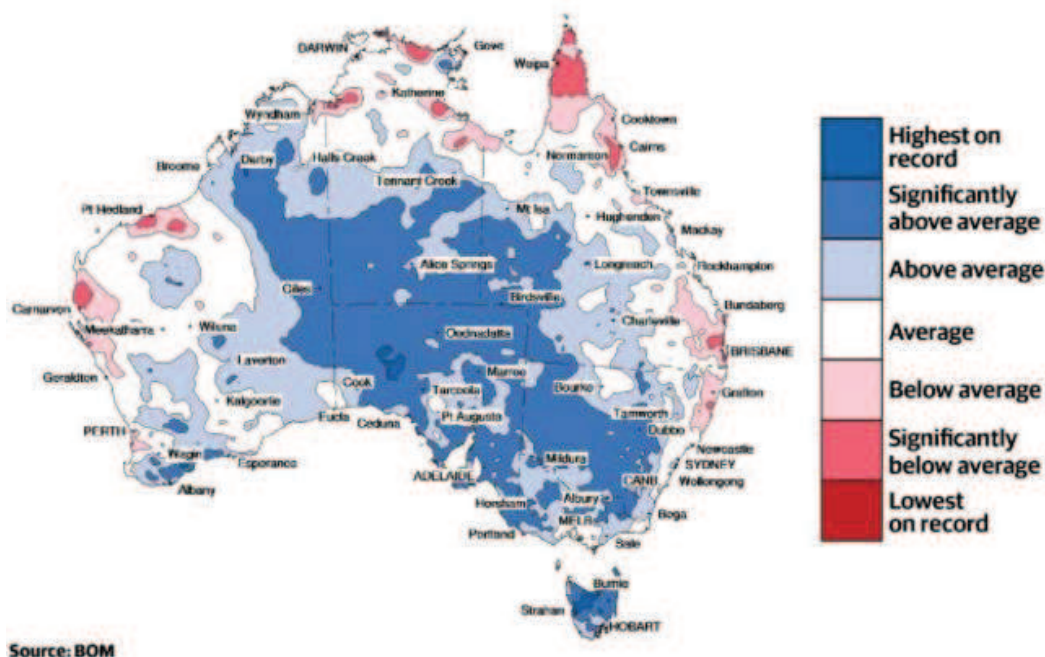 DARWIN
Gove
Weipa
Katherine
Wyndham
Cooktown
Cairns
Derby
Halls Creek
Normanton
Broome
Tennant Creek
Townsville
Mt Isa
Pt Hedland
Hughenden
Mackay
Alice Springs
Longreach
Rockhampton
Giles
Birdsville
Carnarvon
Bundaberg
Meekatharra
Wiluna
Oodnadatta
Charleville
BRISBANE
Laverton
Marree
Geraldton
Cook
Tarcoola
Bourke
Grafton
Kalgoorlie
Eucla
Pt Augusta
Tamworth
Ceduna
Dubbo
PERTH
Newcastle
Wagin
Esperance
Mildura
SYDNEY
ADELAIDE
Wollongong
CANB
Albany
Horsham
Albury
MELB
Bega
Portland
Sale
Burnie
Strahan
HOBART
Highest on
record
Significantly
above average
Above average
Average
Below average
Significantly
below average
Lowest
on record
Source: BOM